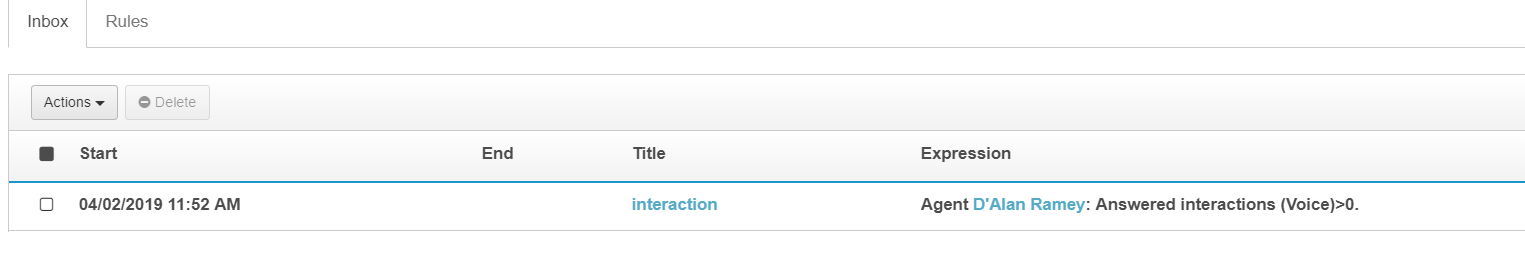 Inbox Rules
Actions Delete
Start End Title Expression
04/02/2019 11:52 AM interaction Agent D'Alan Ramey: Answered interactions (Voice)>0.